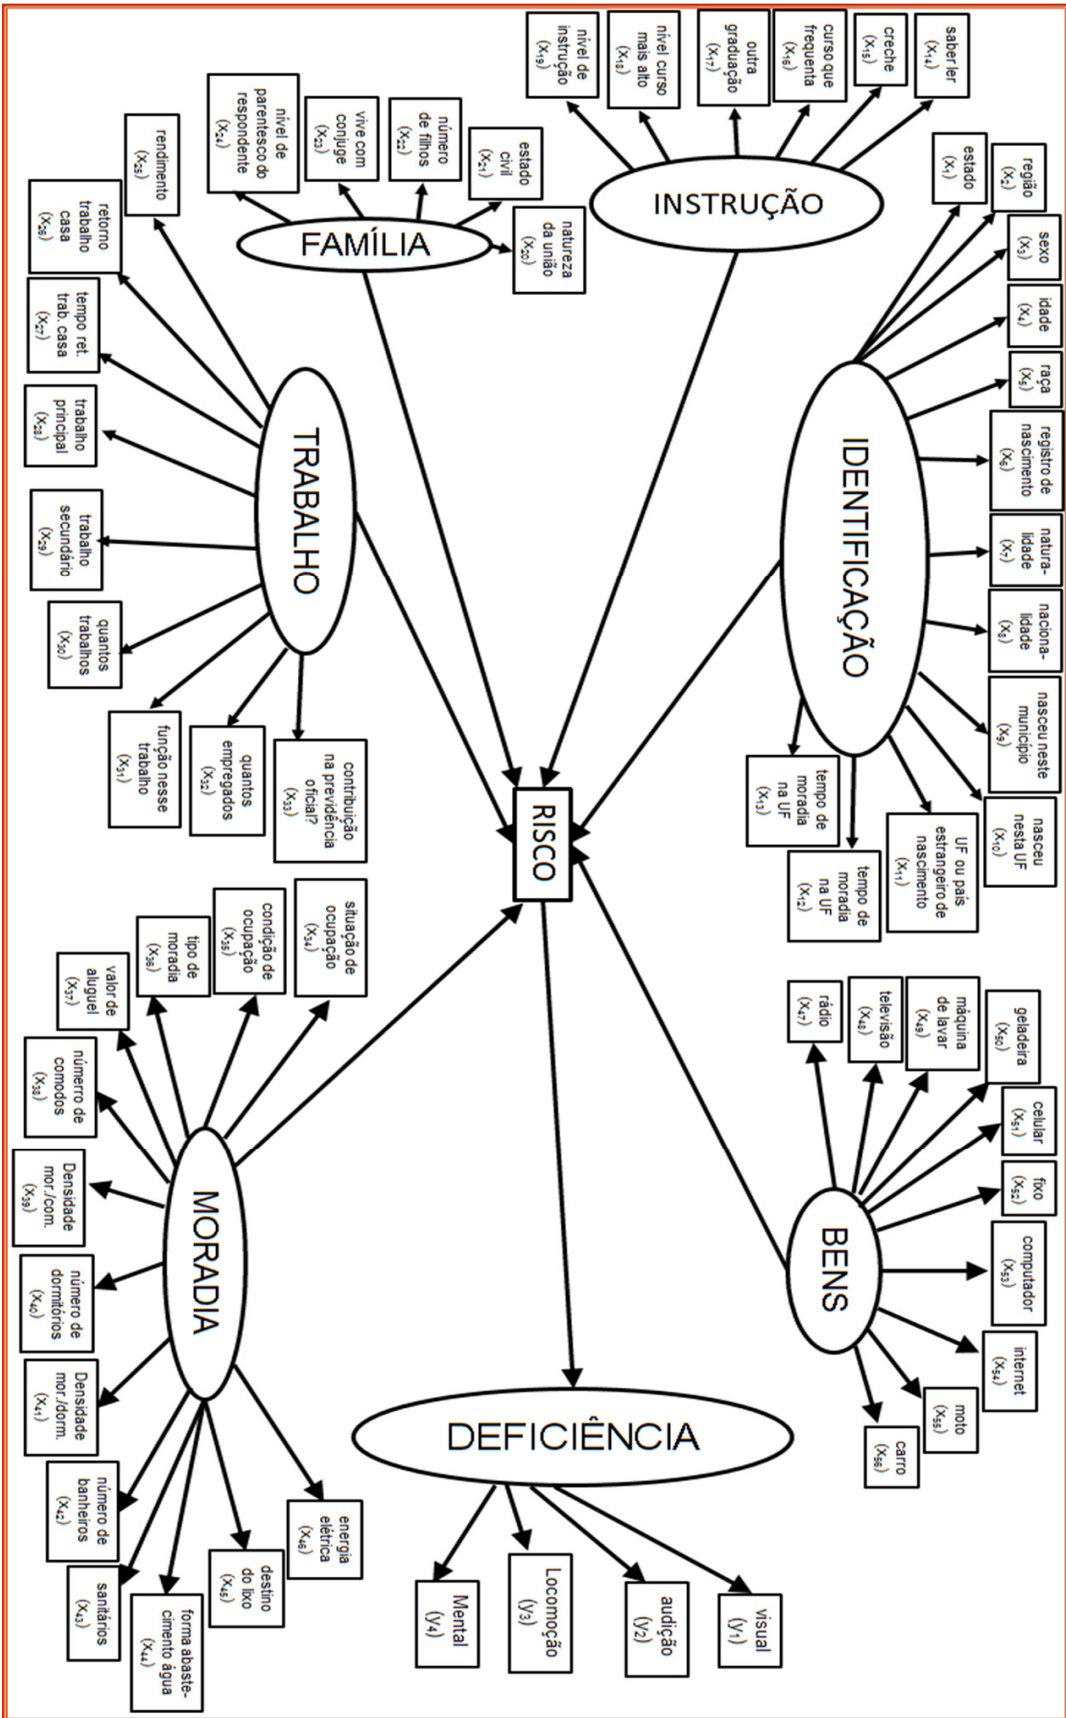 INSTRUÇÃO
saber ler
(x₁₄)
creche
(x₁₅)
curso que
frequenta
(x₁₆)
outra
graduação
(x₁₇)
nível curso
mais alto
(x₁₈)
nível de
instrução
(x₁₉)
FAMÍLIA
natureza
da união
(x₂₀)
estado
civil
(x₂₁)
número
de filhos
(x₂₂)
vive com
conjuge
(x₂₃)
nível de
parentesco do
respondente
(x₂₄)
IDENTIFICAÇÃO
estado
(x₁)
região
(x₂)
sexo
(x₃)
idade
(x₄)
raça
(x₅)
registro de
nascimento
(x₆)
natura-
lidade
(x₇)
naciona-
lidade
(x₈)
nasceu neste
município
(x₉)
nasceu
nesta UF
(x₁₀)
UF ou país
estrangeiro de
nascimento
(x₁₁)
tempo de
moradia
na UF
(x₁₂)
tempo de
moradia
na UF
(x₁₃)
TRABALHO
rendimento
(x₂₅)
retorno
trabalho
casa
(x₂₆)
tempo ret.
trab. casa
(x₂₇)
trabalho
principal
(x₂₈)
trabalho
secundário
(x₂₉)
quantos
trabalhos
(x₃₀)
função nesse
trabalho
(x₃₁)
quantos
empregados
(x₃₂)
contribuição
na previdência
oficial?
(x₃₃)
RISCO
MORADIA
situação de
ocupação
(x₃₄)
condição de
ocupação
(x₃₅)
tipo de
moradia
(x₃₆)
valor de
aluguel
(x₃₇)
númerro de
comodos
(x₃₈)
Densidade
mor./com.
(x₃₉)
número de
dormitórios
(x₄₀)
Densidade
mor./dorm.
(x₄₁)
número de
banheiros
(x₄₂)
sanitários
(x₄₃)
forma abaste-
cimento água
(x₄₄)
destino
do lixo
(x₄₅)
energia
elétrica
(x₄₆)
BENS
rádio
(x₄₇)
televisão
(x₄₈)
máquina
de lavar
(x₄₉)
geladeira
(x₅₀)
celular
(x₅₁)
fixo
(x₅₂)
computador
(x₅₃)
internet
(x₅₄)
moto
(x₅₅)
carro
(x₅₆)
DEFICIÊNCIA
visual
(y₁)
audição
(y₂)
Locomoção
(y₃)
Mental
(y₄)